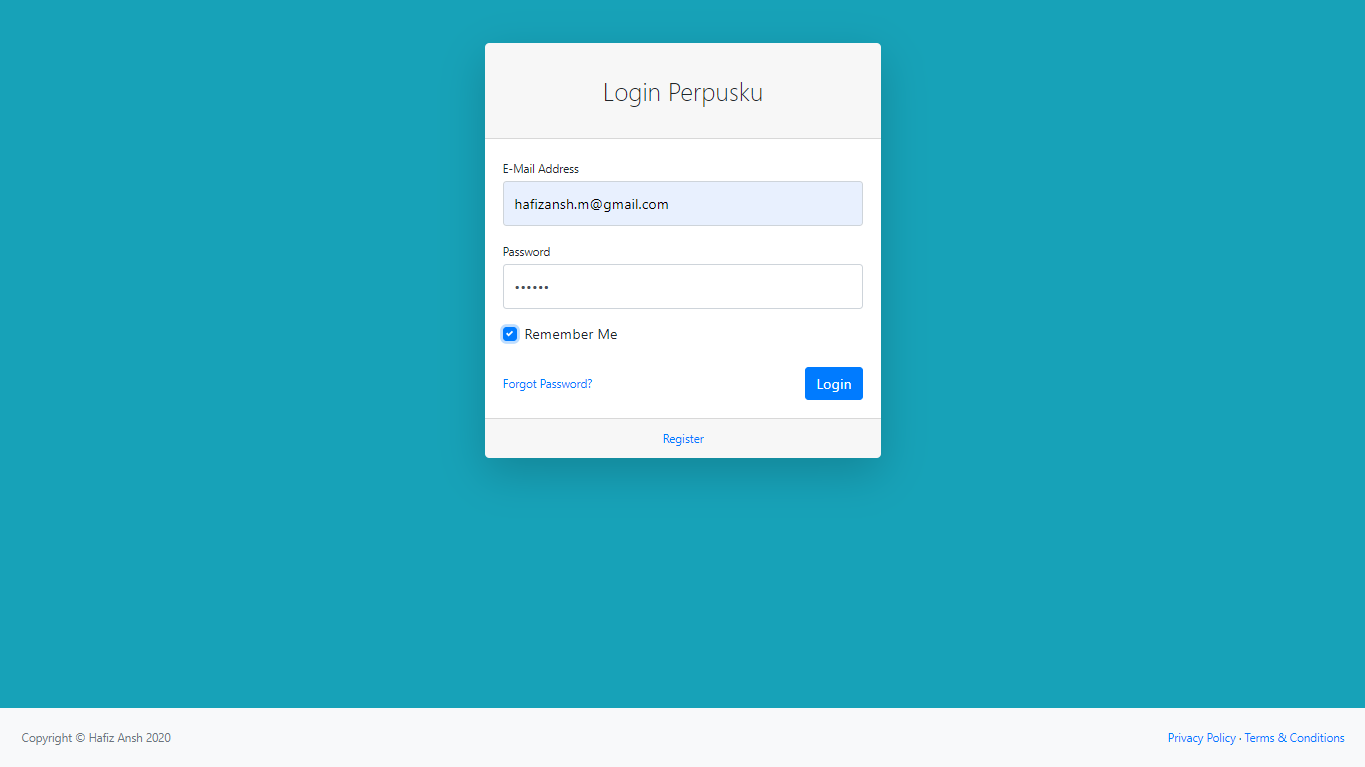 Login Perpusku
E-Mail Address
hafizansh.m@gmail.com
Password
••••••
Remember Me
Forgot Password?
Login
Register
Copyright © Hafiz Ansh 2020
Privacy Policy · Terms & Conditions